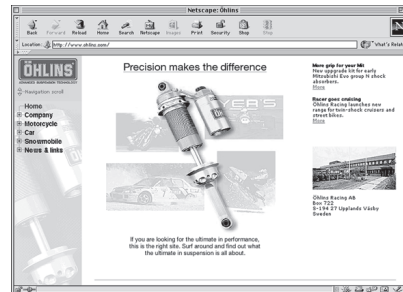 Netscape: Öhlins
Back Forward Reload Home Search Netscape Images Print Security Shop Stop
Location: http://www.ohlins.com/ What's Relat
ÖHLINS
Navigation scroll
Home
Company
Motorcycle
Car
Snowmobile
News & links
Precision makes the difference
If you are looking for the ultimate in performance,
this is the right site. Surf around and find out what
the ultimate in suspension is all about.
More grip for your Mit
New upgrade kit for early
Mitsubishi Evo group N shock
absorbers.
More
Racer goes cruising
Öhlins Racing launches new
range for twin-shock cruizers and
street bikes.
More
Öhlins Racing AB
Box 722
S-194 27 Upplands Väsby
Sweden